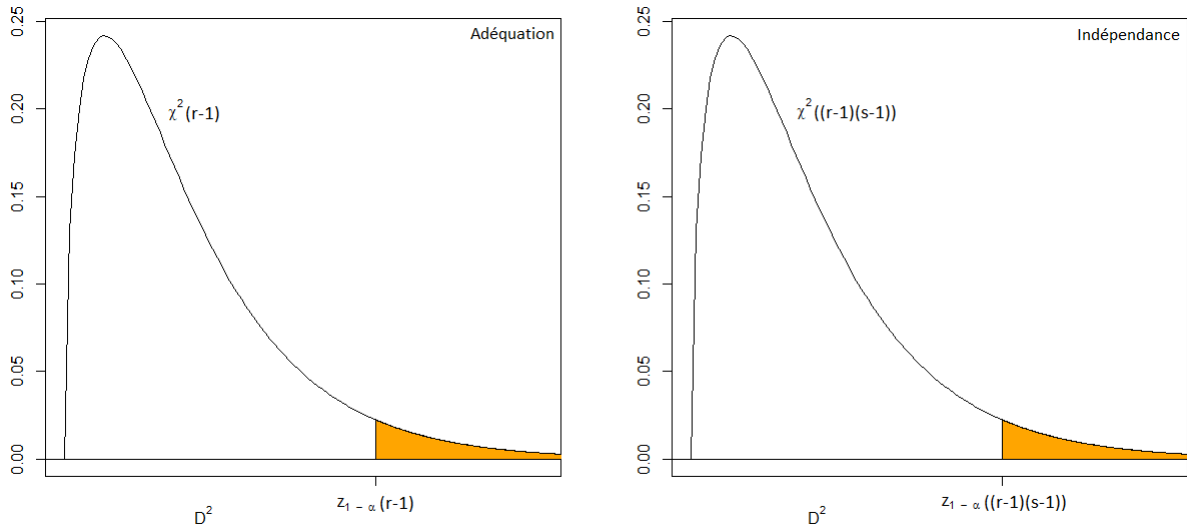 Adéquation
0.25
0.20
0.15
0.10
0.05
0.00
χ²(r-1)
z₁₋α(r-1)
D²
Indépendance
0.25
0.20
0.15
0.10
0.05
0.00
χ²((r-1)(s-1))
z₁₋α((r-1)(s-1))
D²